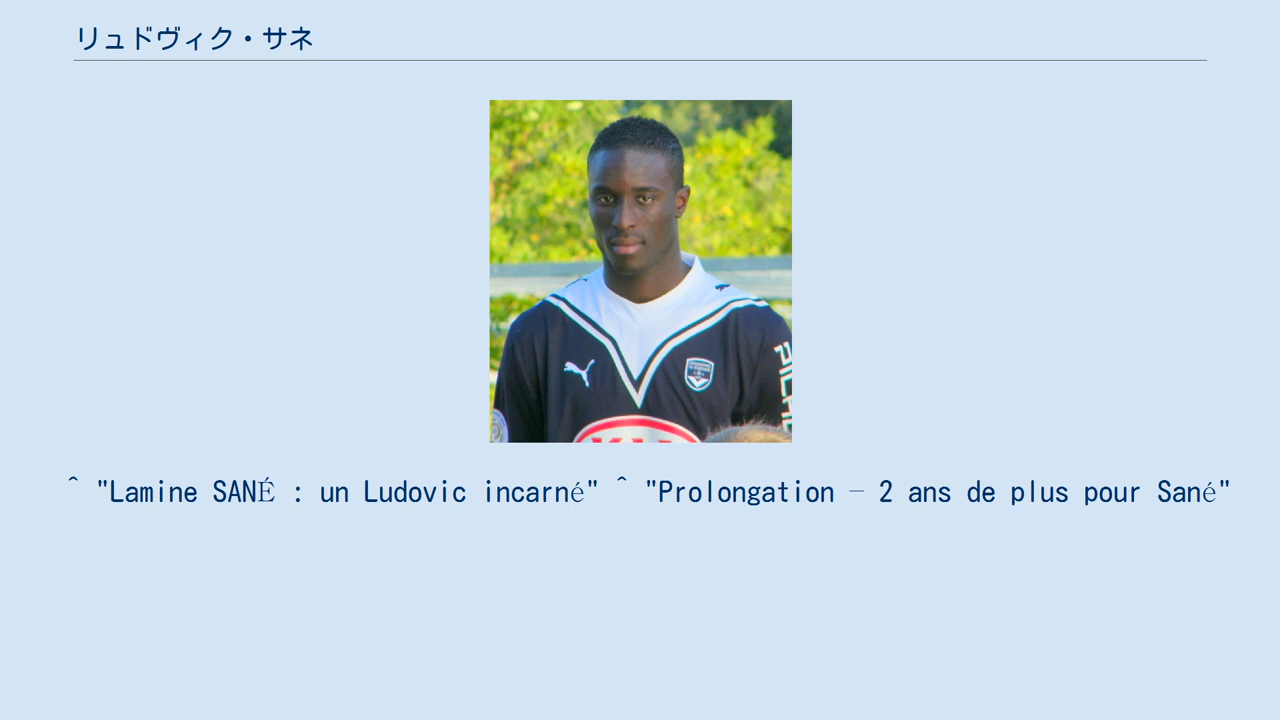 リュドヴィク・サネ
^ "Lamine SANÉ : un Ludovic incarné" ^ "Prolongation – 2 ans de plus pour Sané"